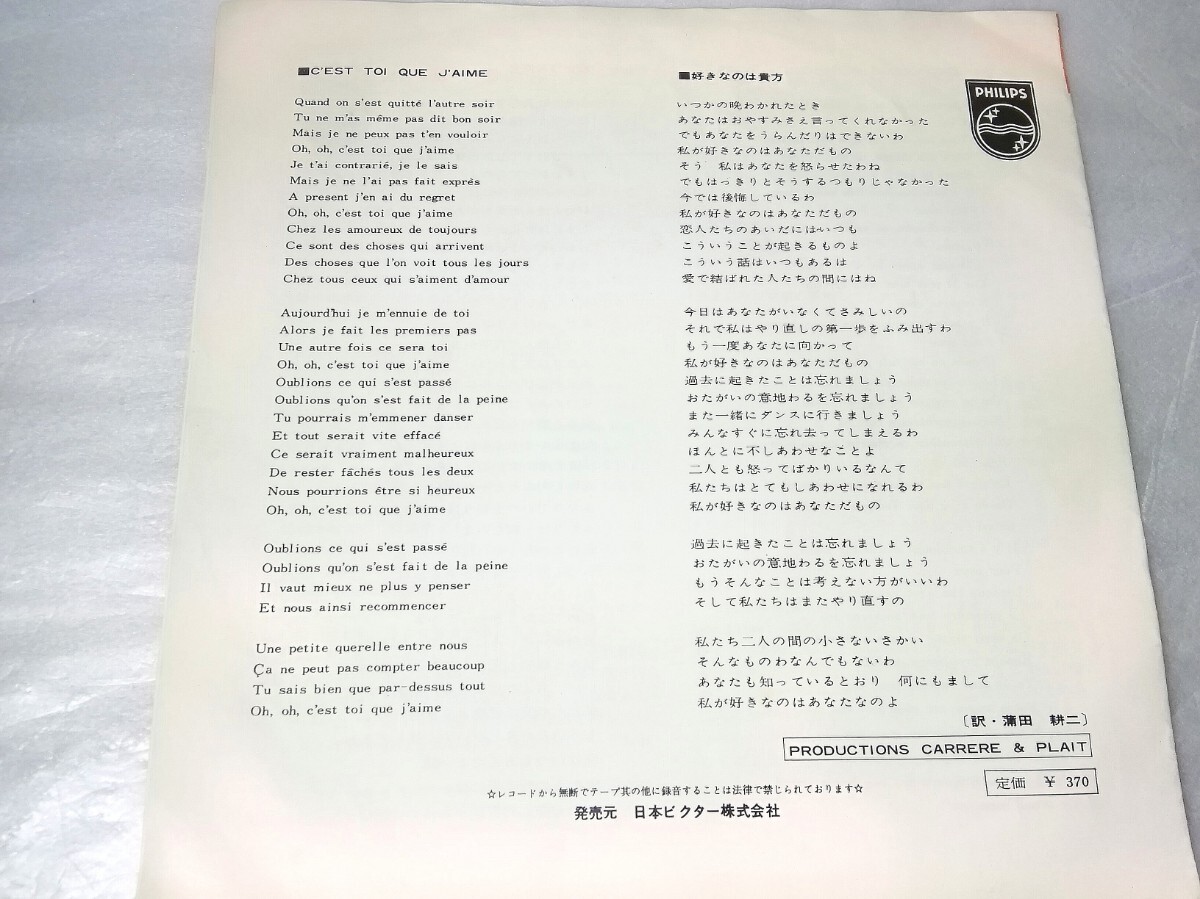 ■C'EST TOI QUE J'AIME
Quand on s'est quitté l'autre soir
Tu ne m'as même pas dit bon soir
Mais je ne peux pas t'en vouloir
Oh, oh, c'est toi que j'aime
Je t'ai contrarié, je le sais
Mais je ne l'ai pas fait exprés
A present j'en ai du regret
Oh, oh, c'est toi que j'aime
Chez les amoureux de toujours
Ce sont des choses qui arrivent
Des choses que l'on voit tous les jours
Chez tous ceux qui s'aiment d'amour
Aujourd'hui je m'ennuie de toi
Alors je fait les premiers pas
Une autre fois ce sera toi
Oh, oh, c'est toi que j'aime
Oublions ce qui s'est passé
Oublions qu'on s'est fait de la peine
Tu pourrais m'emmener danser
Et tout serait vite effacé
Ce serait vraiment malheureux
De rester fâchés tous les deux
Nous pourrions être si heureux
Oh, oh, c'est toi que j'aime
Oublions ce qui s'est passé
Oublions qu'on s'est fait de la peine
Il vaut mieux ne plus y penser
Et nous ainsi recommencer
Une petite querelle entre nous
Ça ne peut pas compter beaucoup
Tu sais bien que par-dessus tout
Oh, oh, c'est toi que j'aime
■好きなのは貴方
いつかの晩わかれたとき
あなたはおやすみさえ言ってくれなかった
でもあなたをうらんだりはできないわ
私が好きなのはあなただもの
そう　私はあなたを怒らせたわね
でもはっきりとそうするつもりじゃなかった
今では後悔しているわ
私が好きなのはあなただもの
恋人たちのあいだにはいつも
こういうことが起きるものよ
こういう話はいつもあるは
愛で結ばれた人たちの間にはね
今日はあなたがいなくてさみしいの
それで私はやり直しの第一歩をふみ出すわ
もう一度あなたに向かって
私が好きなのはあなただもの
過去に起きたことは忘れましょう
おたがいの意地わるを忘れましょう
また一緒にダンスに行きましょう
みんなすぐに忘れ去ってしまえるわ
ほんとに不しあわせなことよ
二人とも怒ってばかりいるなんて
私たちはとてもしあわせになれるわ
私が好きなのはあなただもの
過去に起きたことは忘れましょう
おたがいの意地わるを忘れましょう
もうそんなことは考えない方がいいわ
そして私たちはまたやり直すの
私たち二人の間の小さないさかい
そんなものわなんでもないわ
あなたも知っているとおり　何にもまして
私が好きなのはあなたなのよ
〔訳・蒲田　耕二〕
PHILIPS
PRODUCTIONS CARRERE & PLAIT
定価　¥ 370
☆レコードから無断でテープ其の他に録音することは法律で禁じられております☆
発売元　日本ビクター株式会社